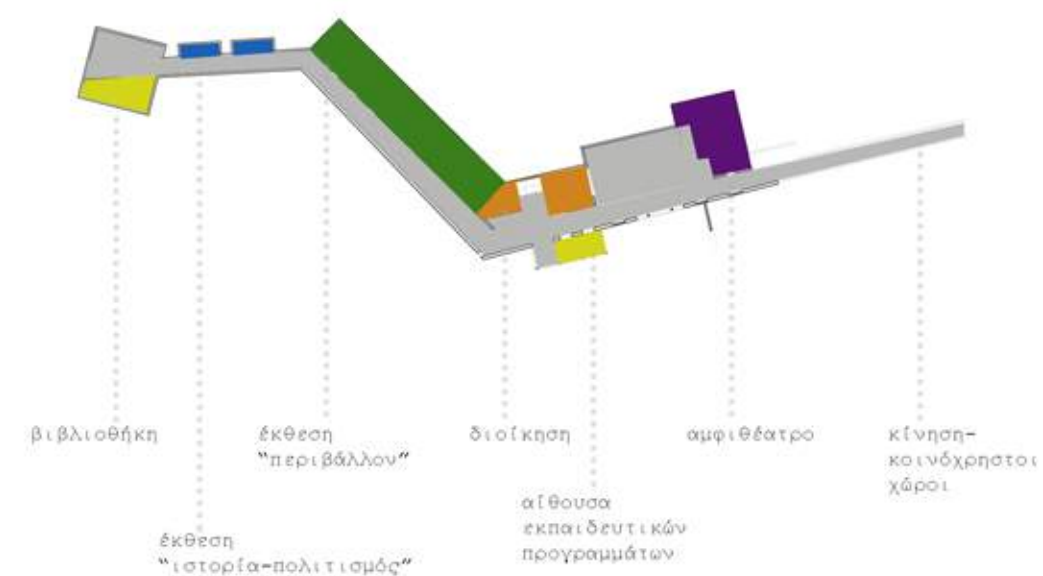 βιβλιοθήκη
έκθεση
“περιβάλλον”
διοίκηση
αμφιθέατρο
κίνηση-
κοινόχρηστοι
χώροι
αίθουσα
εκπαιδευτικών
προγραμμάτων
έκθεση
“ιστορία-πολιτισμός”